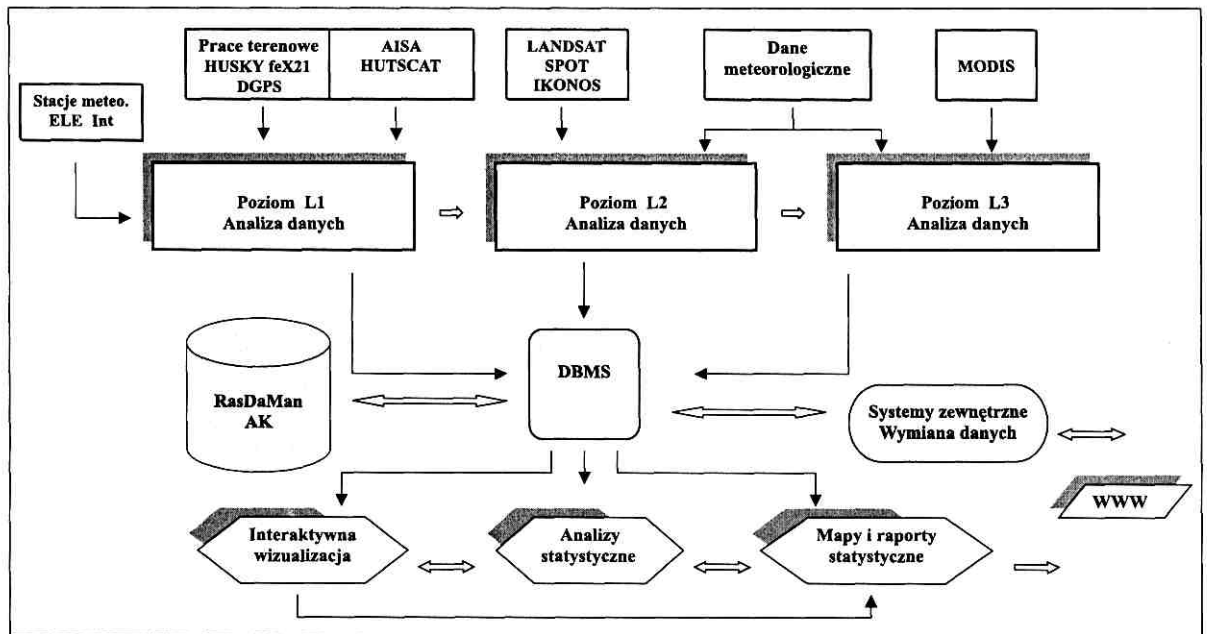 Prace terenowe
HUSKY feX21
DGPS
AISA
HUTSCAT
LANDSAT
SPOT
IKONOS
Dane
meteorologiczne
MODIS
Stacje meteo.
ELE Int
Poziom L1
Analiza danych
Poziom L2
Analiza danych
Poziom L3
Analiza danych
RasDaMan
AK
DBMS
Systemy zewnętrzne
Wymiana danych
WWW
Interaktywna
wizualizacja
Analizy
statystyczne
Mapy i raporty
statystyczne